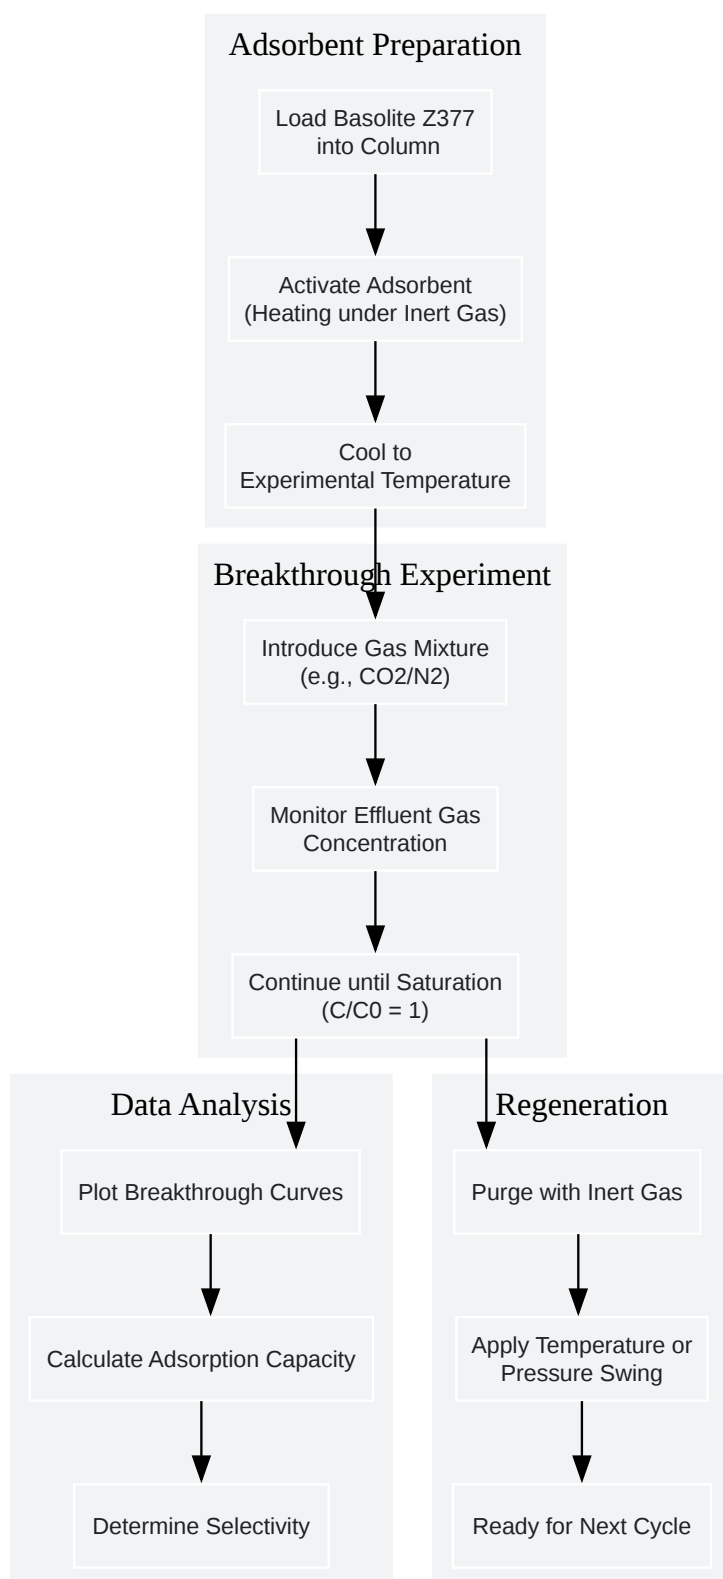 Adsorbent Preparation
Load Basolite Z377
into Column
Activate Adsorbent
(Heating under Inert Gas)
Cool to
Experimental Temperature
Breakthrough Experiment
Introduce Gas Mixture
(e.g., CO2/N2)
Monitor Effluent Gas
Concentration
Continue until Saturation
(C/C0 = 1)
Data Analysis
Plot Breakthrough Curves
Calculate Adsorption Capacity
Determine Selectivity
Regeneration
Purge with Inert Gas
Apply Temperature or
Pressure Swing
Ready for Next Cycle